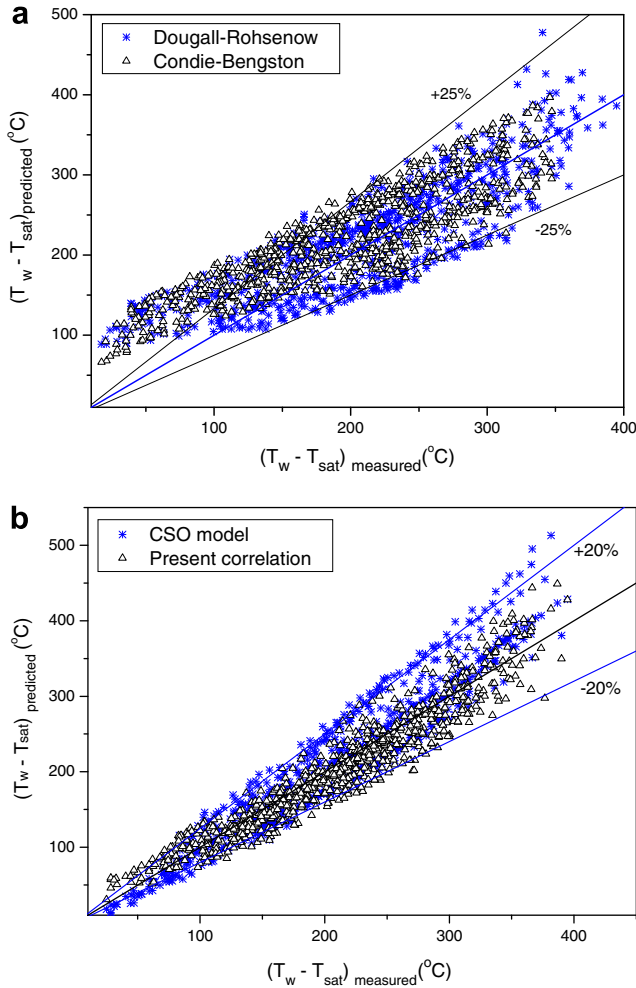 a
500
400
300
200
100
(T_w - T_sat)_predicted (°C)
Dougall-Rohsenow
Condie-Bengston
+25%
-25%
100
200
300
400
(T_w - T_sat) measured(°C)
b
500
400
300
200
100
(Tw - Tsat) predicted (°C)
CSO model
Present correlation
+20%
-20%
100
200
300
400
(T_w - T_sat) measured(°C)